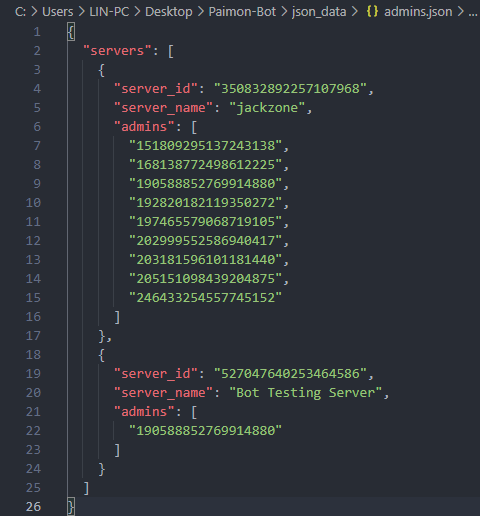 C: > Users > LIN-PC > Desktop > Paimon-Bot > json_data > {} admins.json > ...
1 {
2 "servers": [
3 {
4 "server_id": "350832892257107968",
5 "server_name": "jackzone",
6 "admins": [
7 "151809295137243138",
8 "168138772498612225",
9 "190588852769914880",
10 "192820182119350272",
11 "197465579068719105",
12 "202999552586940417",
13 "203181596101181440",
14 "205151098439204875",
15 "246433254557745152"
16 ]
17 },
18 {
19 "server_id": "527047640253464586",
20 "server_name": "Bot Testing Server",
21 "admins": [
22 "190588852769914880"
23 ]
24 }
25 ]
26 }